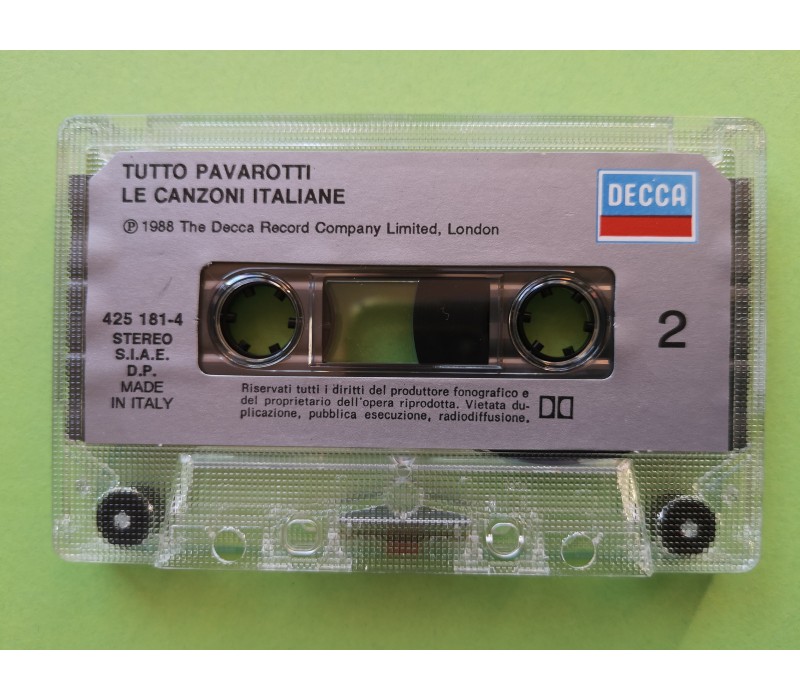 TUTTO PAVAROTTI
LE CANZONI ITALIANE
℗ 1988 The Decca Record Company Limited, London
DECCA
425 181-4
STEREO
S.I.A.E.
D.P.
MADE
IN ITALY
2
Riservati tutti i diritti del produttore fonografico e
del proprietario dell'opera riprodotta. Vietata du-
plicazione, pubblica esecuzione, radiodiffusione.